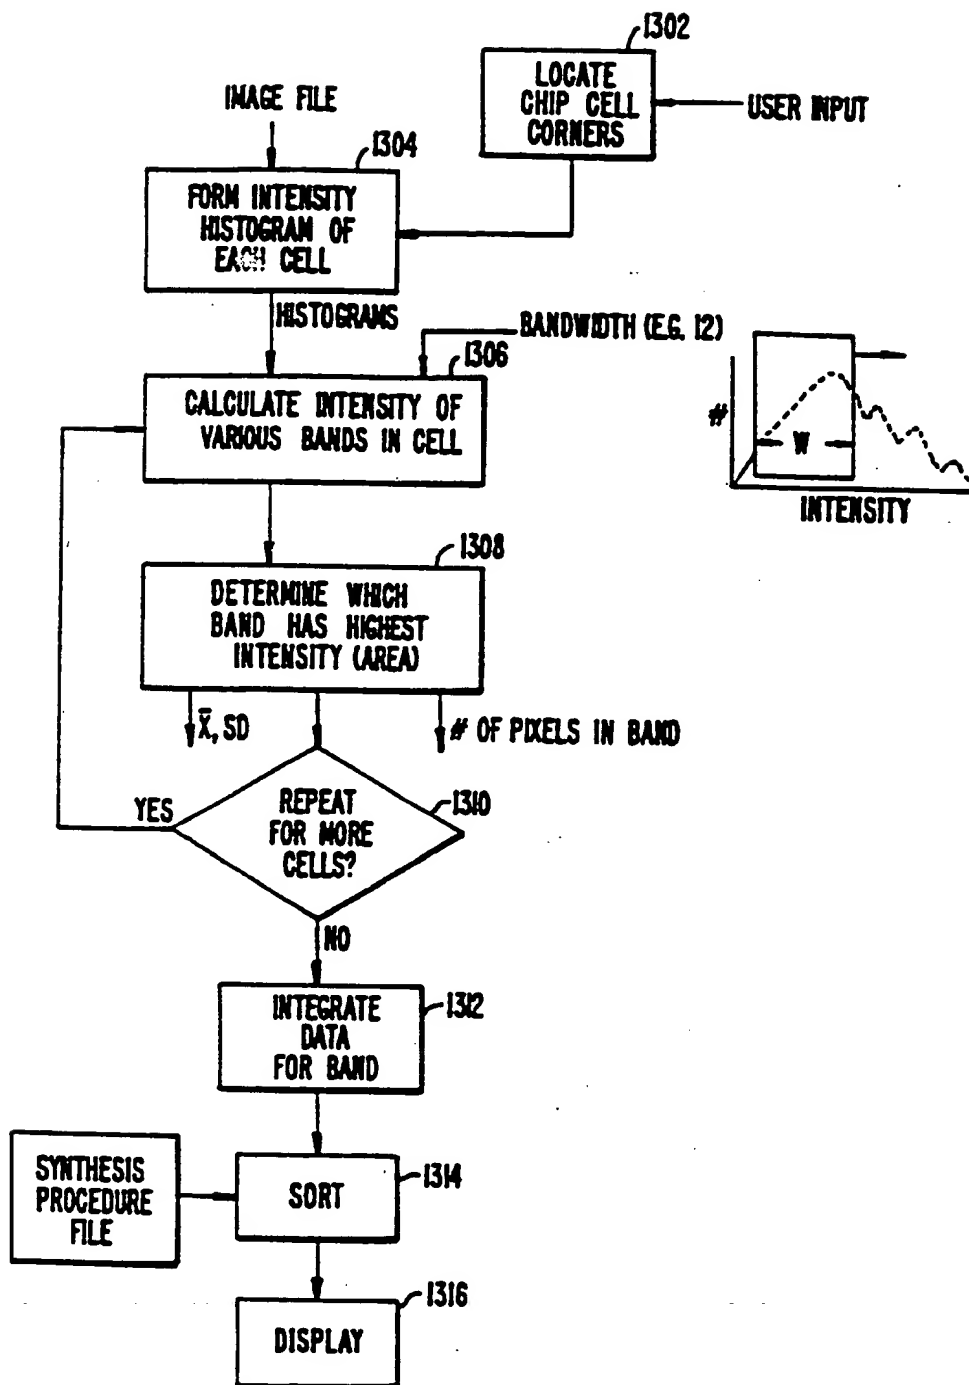 1302
LOCATE
CHIP CELL
CORNERS
USER INPUT
IMAGE FILE
1304
FORM INTENSITY
HISTOGRAM OF
EACH CELL
HISTOGRAMS
BANDWIDTH (E.G. 12)
1306
CALCULATE INTENSITY OF
VARIOUS BANDS IN CELL
#
W
INTENSITY
1308
DETERMINE WHICH
BAND HAS HIGHEST
INTENSITY (AREA)
X̄, SD
# OF PIXELS IN BAND
YES
1310
REPEAT
FOR MORE
CELLS?
NO
1312
INTEGRATE
DATA
FOR BAND
SYNTHESIS
PROCEDURE
FILE
1314
SORT
1316
DISPLAY